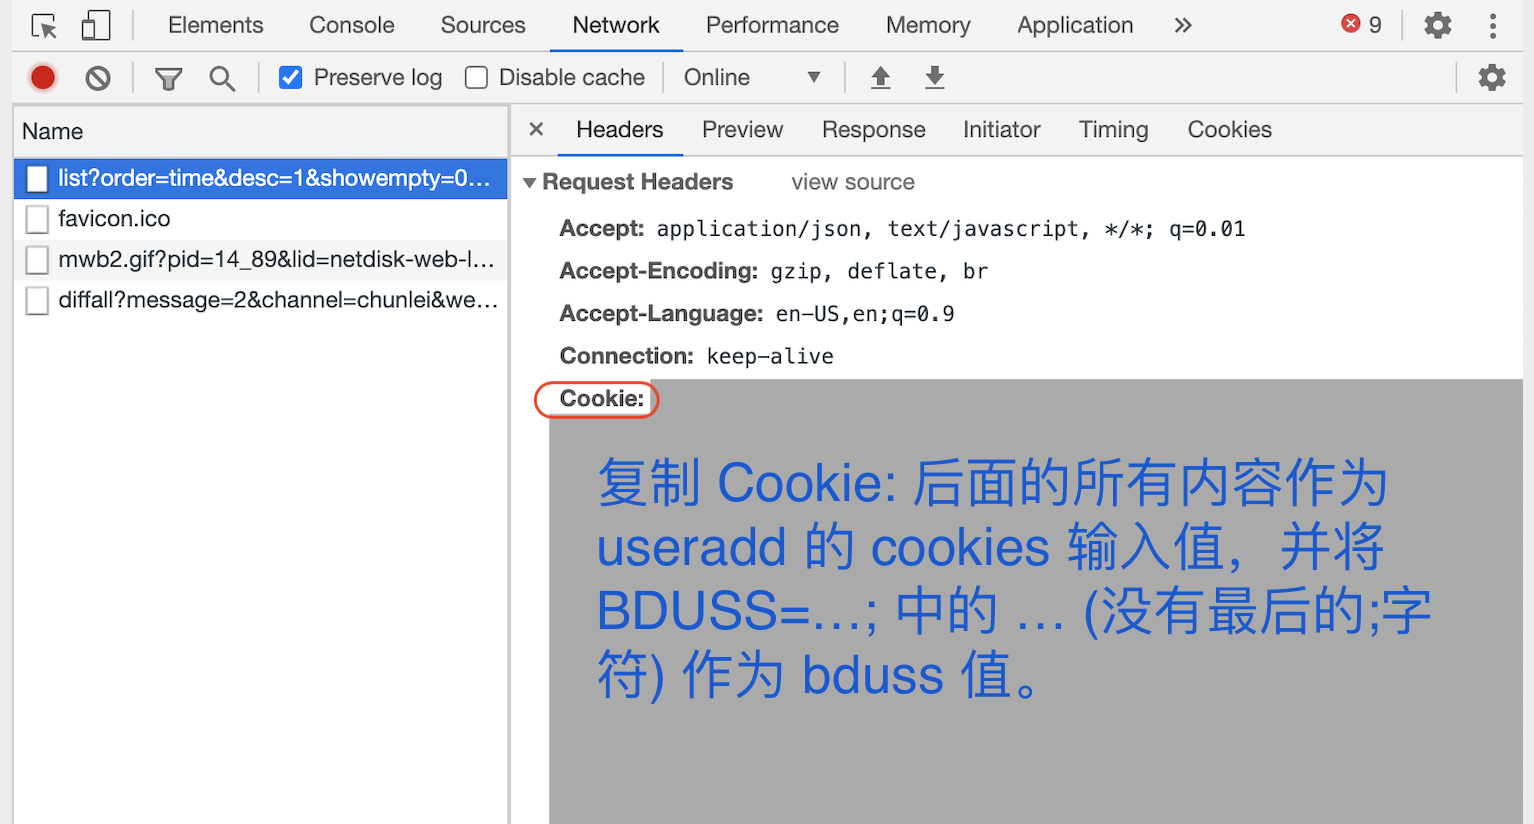 Elements Console Sources Network Performance Memory Application » 9
Preserve log Disable cache Online
Name
× Headers Preview Response Initiator Timing Cookies
list?order=time&desc=1&showempty=0…
favicon.ico
mwb2.gif?pid=14_89&lid=netdisk-web-l…
diffall?message=2&channel=chunlei&we…
Request Headers view source
Accept: application/json, text/javascript, */*; q=0.01
Accept-Encoding: gzip, deflate, br
Accept-Language: en-US,en;q=0.9
Connection: keep-alive
Cookie:
复制 Cookie: 后面的所有内容作为
useradd 的 cookies 输入值，并将
BDUSS=…; 中的 … (没有最后的;字
符) 作为 bduss 值。